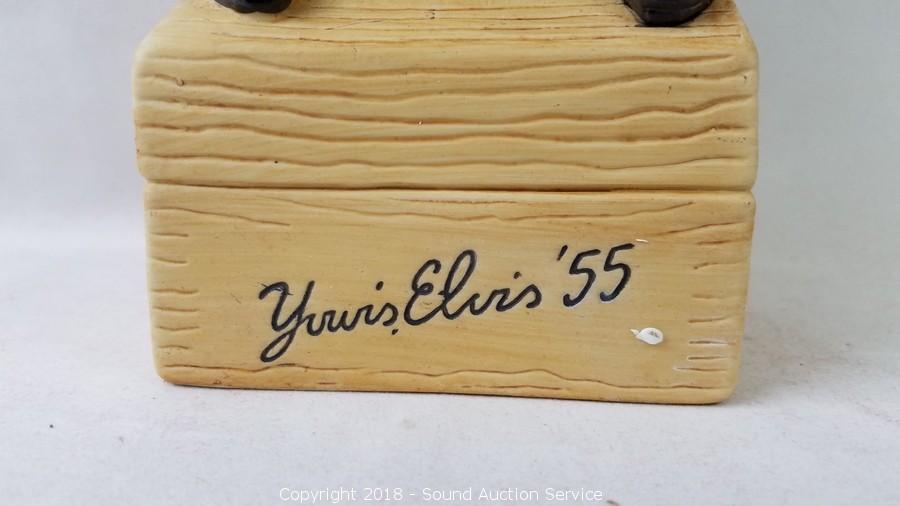 Yours, Elvis '55
Copyright 2018 - Sound Auction Service